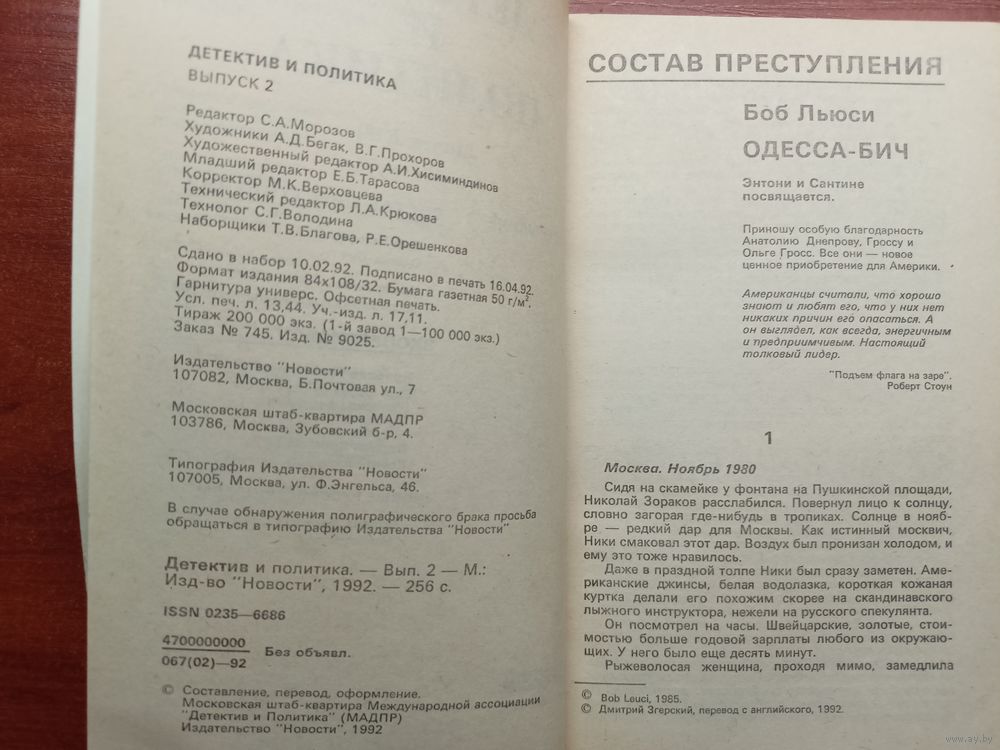 ДЕТЕКТИВ И ПОЛИТИКА
ВЫПУСК 2
Редактор С.А.Морозов
Художники А.Д.Бегак, В.Г.Прохоров
Художественный редактор А.И.Хисиминдинов
Младший редактор Е.Б.Тарасова
Корректор М.К.Верховцева
Технический редактор Л.А.Крюкова
Технолог С.Г.Володина
Наборщики Т.В.Благова, Р.Е.Орешенкова
Сдано в набор 10.02.92. Подписано в печать 16.04.92.
Формат издания 84х108/32. Бумага газетная 50 г/м².
Гарнитура универс. Офсетная печать.
Усл. печ. л. 13,44. Уч.-изд. л. 17,11.
Тираж 200 000 экз. (1-й завод 1—100 000 экз.)
Заказ № 745. Изд. № 9025.
Издательство "Новости"
107082, Москва, Б.Почтовая ул., 7
Московская штаб-квартира МАДПР
103786, Москва, Зубовский б-р, 4.
Типография Издательства "Новости"
107005, Москва, ул. Ф.Энгельса, 46.
В случае обнаружения полиграфического брака просьба
обращаться в типографию Издательства "Новости"
Детектив и политика. — Вып. 2 — М.:
Изд-во "Новости", 1992. — 256 с.
ISSN 0235—6686
4700000000
067(02)—92
Без объявл.
© Составление, перевод, оформление.
Московская штаб-квартира Международной ассоциации
"Детектив и Политика" (МАДПР)
Издательство "Новости", 1992
СОСТАВ ПРЕСТУПЛЕНИЯ
Боб Льюси
ОДЕССА-БИЧ
Энтони и Сантине
посвящается.
Приношу особую благодарность
Анатолию Днепрову, Гроссу и
Ольге Гросс. Все они — новое
ценное приобретение для Америки.
Американцы считали, что хорошо
знают и любят его, что у них нет
никаких причин его опасаться. А
он выглядел, как всегда, энергичным
и предприимчивым. Настоящий
толковый лидер.
"Подъем флага на заре".
Роберт Стоун
1
Москва. Ноябрь 1980
Сидя на скамейке у фонтана на Пушкинской площади,
Николай Зораков расслабился. Повернул лицо к солнцу,
словно загорая где-нибудь в тропиках. Солнце в нояб-
ре — редкий дар для Москвы. Как истинный москвич,
Ники смаковал этот дар. Воздух был пронизан холодом, и
ему это тоже нравилось.
Даже в праздной толпе Ники был сразу заметен. Аме-
риканские джинсы, белая водолазка, короткая кожаная
куртка делали его похожим скорее на скандинавского
лыжного инструктора, нежели на русского спекулянта.
Он посмотрел на часы. Швейцарские, золотые, стои-
мостью больше годовой зарплаты любого из окружаю-
щих. У него было еще десять минут.
Рыжеволосая женщина, проходя мимо, замедлила
© Bob Leuci, 1985.
© Дмитрий Згерский, перевод с английского, 1992.
www.ay.by